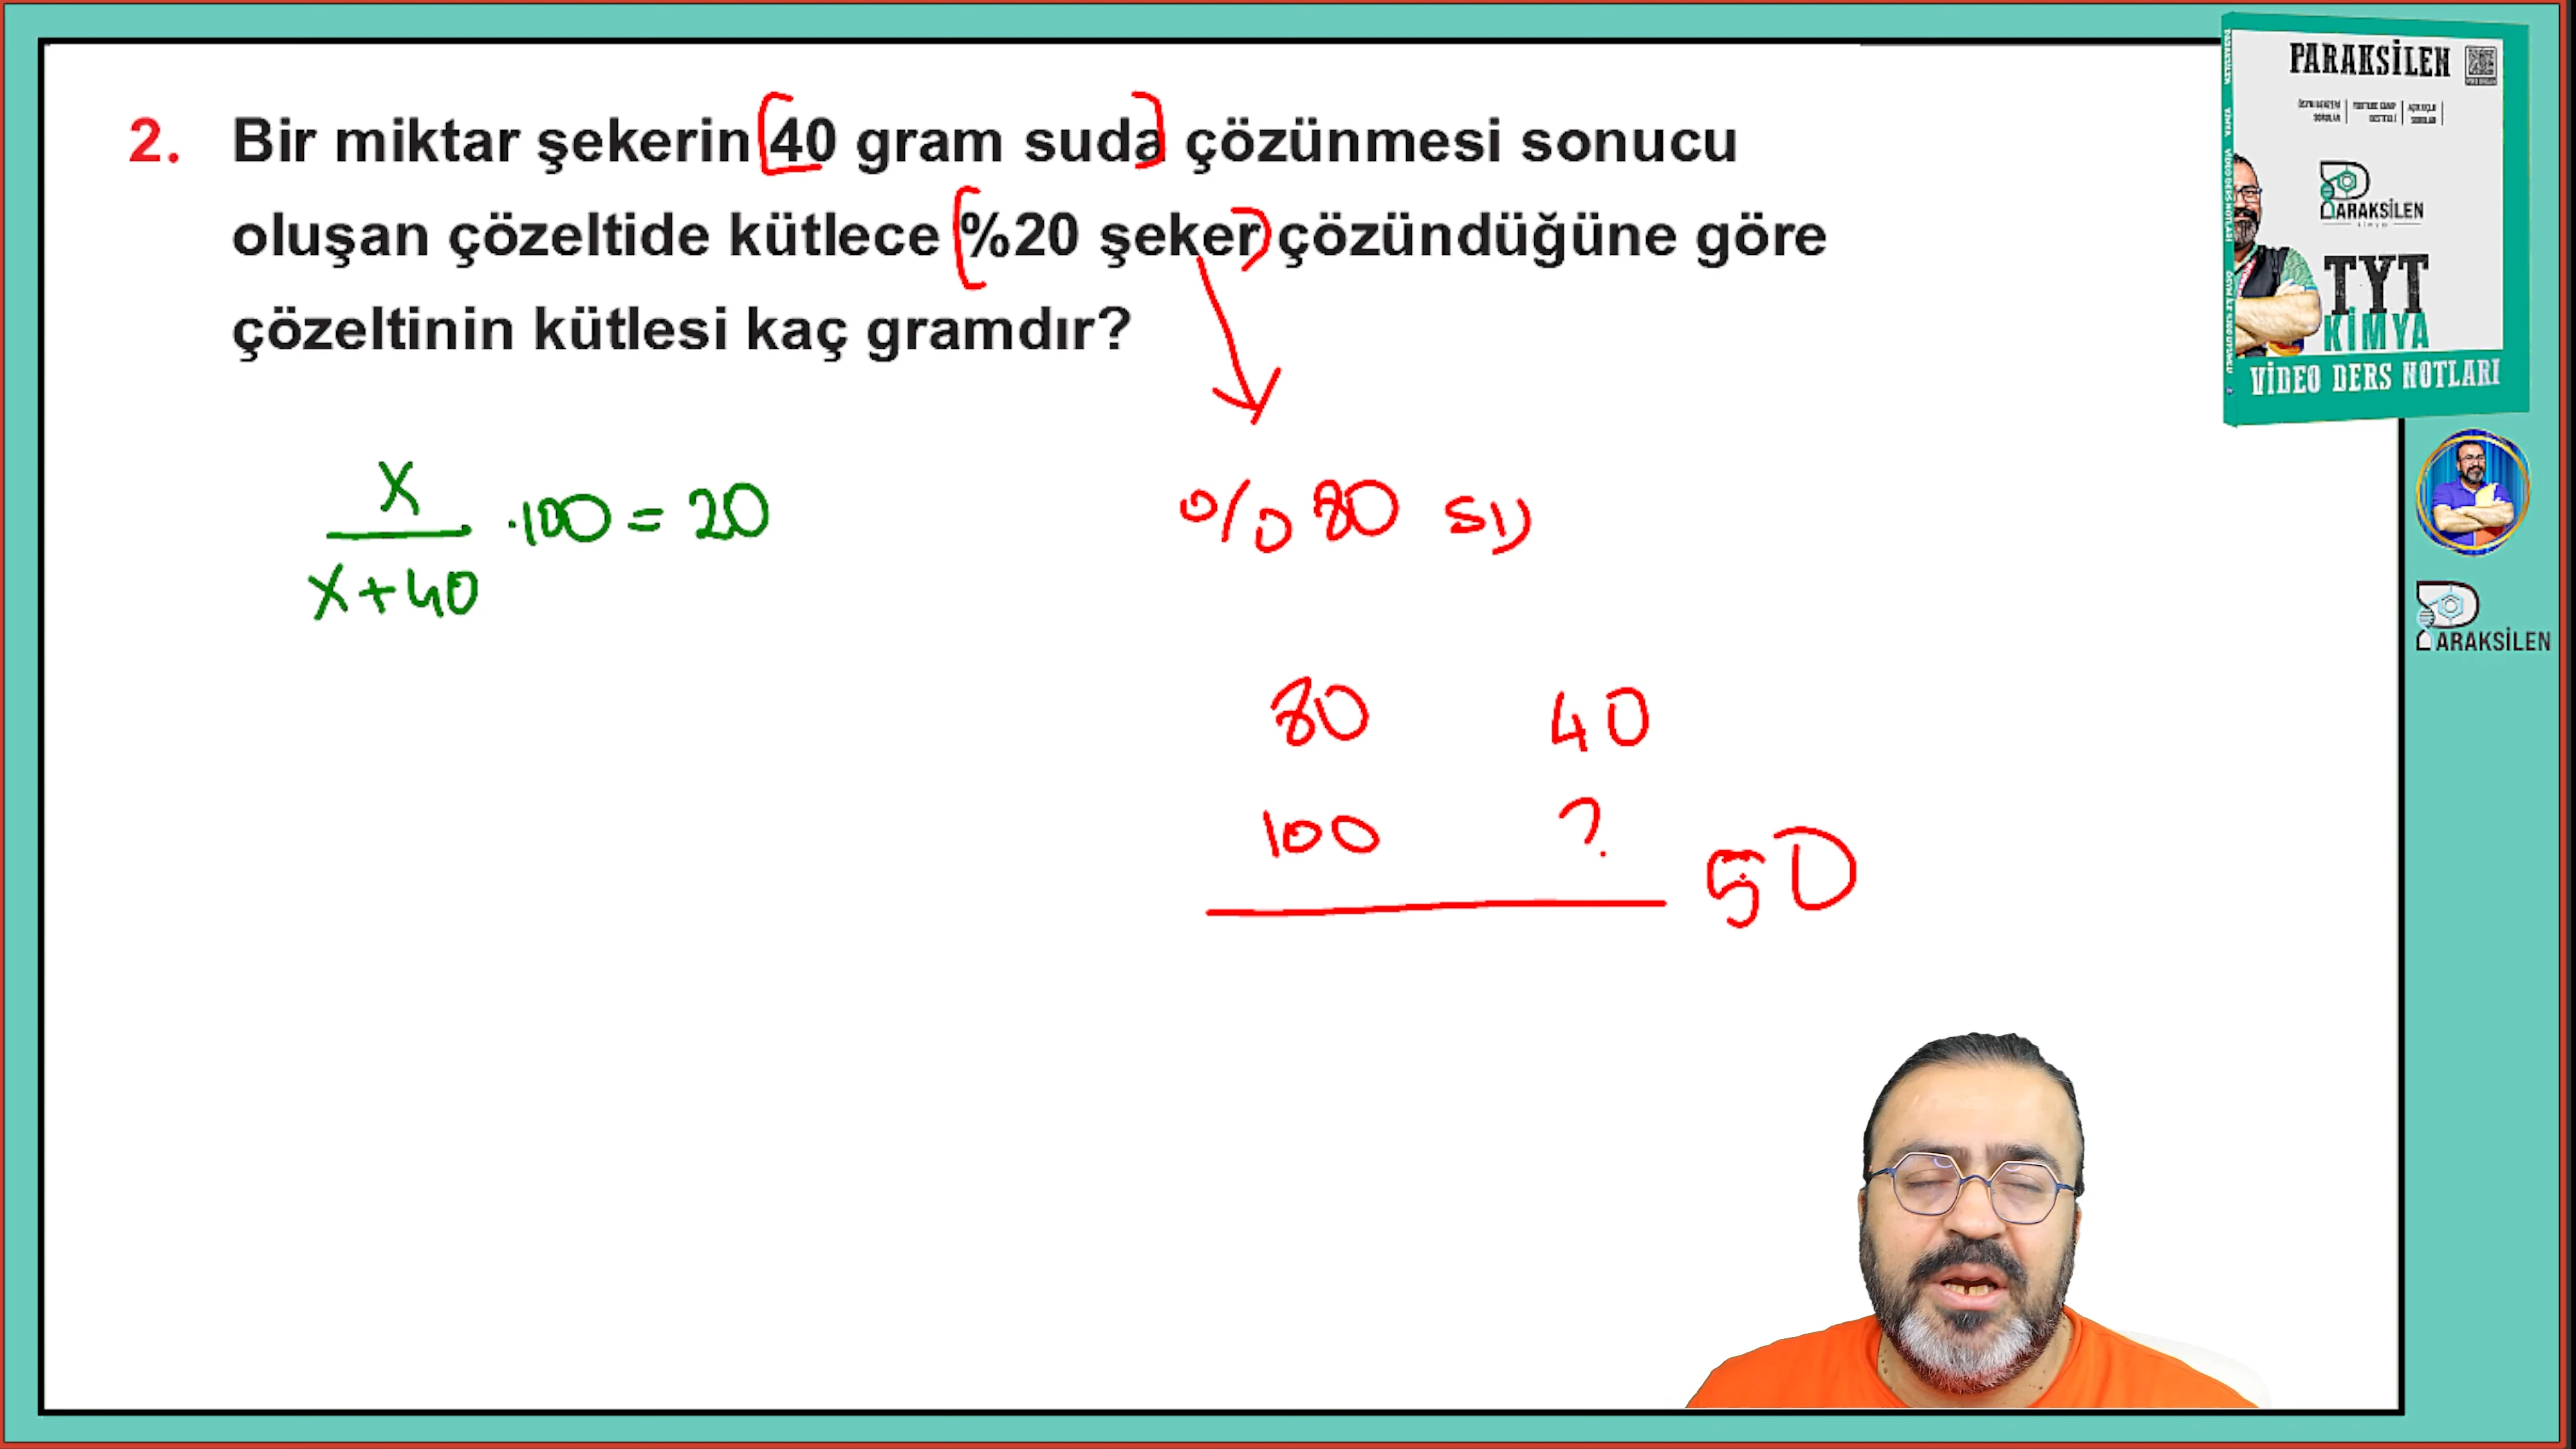 2. Bir miktar şekerin 40 gram suda çözünmesi sonucu
oluşan çözeltide kütlece %20 şeker çözündüğüne göre
çözeltinin kütlesi kaç gramdır?
x
x+40
·100 = 20
%80 su
80 40
100 ?
50
PARAKSİLEN
PARAKSİLEN
TYT
KİMYA
VİDEO DERS NOTLARI
PARAKSİLEN